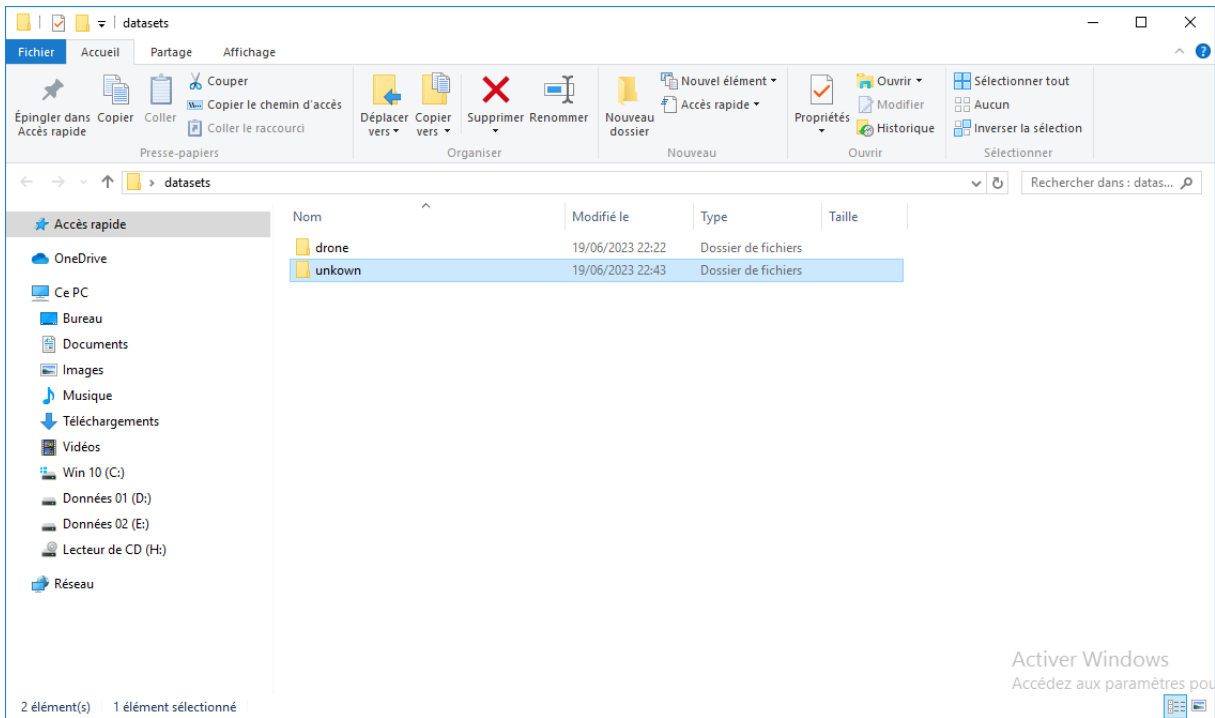 datasets
Fichier Accueil Partage Affichage
Épingler dans Accès rapide
Copier
Coller
Couper
Copier le chemin d'accès
Coller le raccourci
Presse-papiers
Déplacer vers
Copier vers
Supprimer
Renommer
Organiser
Nouveau dossier
Nouvel élément
Accès rapide
Nouveau
Propriétés
Ouvrir
Modifier
Historique
Ouvrir
Sélectionner tout
Aucun
Inverser la sélection
Sélectionner
datasets
Rechercher dans : datas...
Nom Modifié le Type Taille
drone 19/06/2023 22:22 Dossier de fichiers
unkown 19/06/2023 22:43 Dossier de fichiers
Accès rapide
OneDrive
Ce PC
Bureau
Documents
Images
Musique
Téléchargements
Vidéos
Win 10 (C:)
Données 01 (D:)
Données 02 (E:)
Lecteur de CD (H:)
Réseau
Activer Windows
Accédez aux paramètres pou
2 élément(s) 1 élément sélectionné